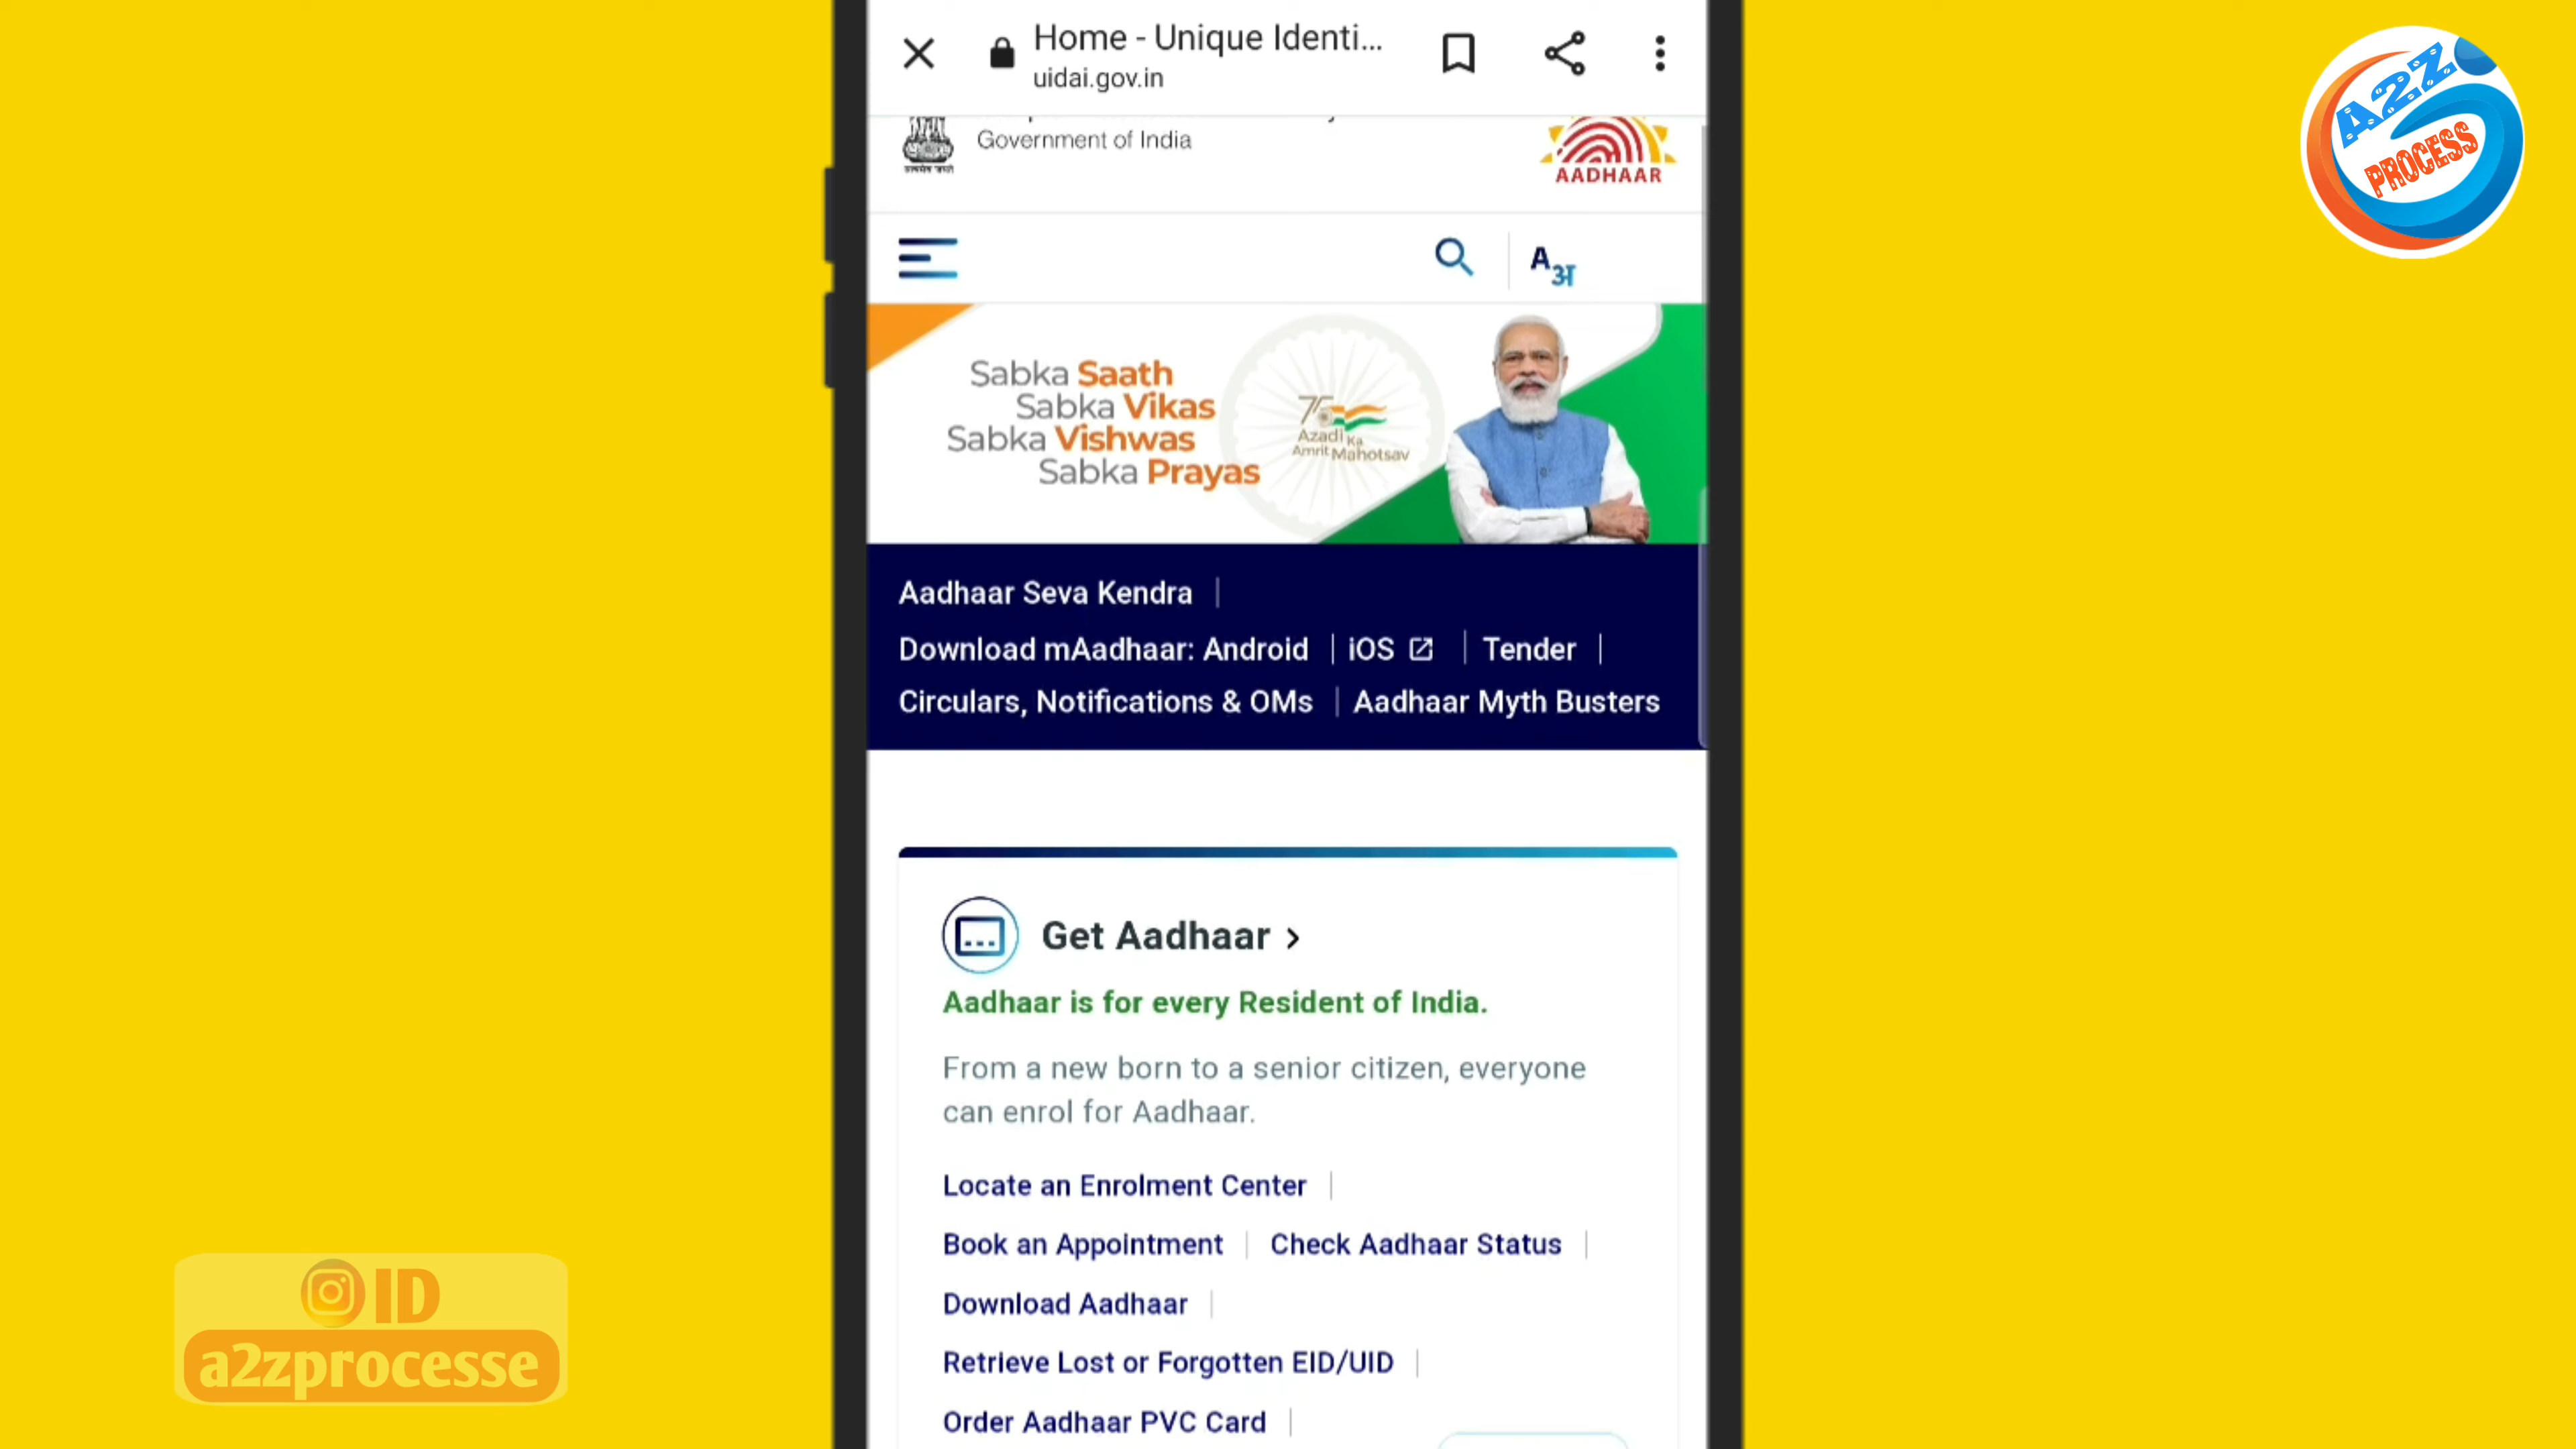 Home - Unique Identi...
uidai.gov.in
Government of India
सत्यमेव जयते
AADHAAR
A अ
Sabka Saath
Sabka Vikas
Sabka Vishwas
Sabka Prayas
75
Azadi Ka
Amrit Mahotsav
Aadhaar Seva Kendra
Download mAadhaar: Android | iOS | Tender |
Circulars, Notifications & OMs | Aadhaar Myth Busters
Get Aadhaar >
Aadhaar is for every Resident of India.
From a new born to a senior citizen, everyone
can enrol for Aadhaar.
Locate an Enrolment Center |
Book an Appointment | Check Aadhaar Status |
Download Aadhaar |
Retrieve Lost or Forgotten EID/UID |
Order Aadhaar PVC Card |
A2Z
PROCESS
ID
a2zprocesse